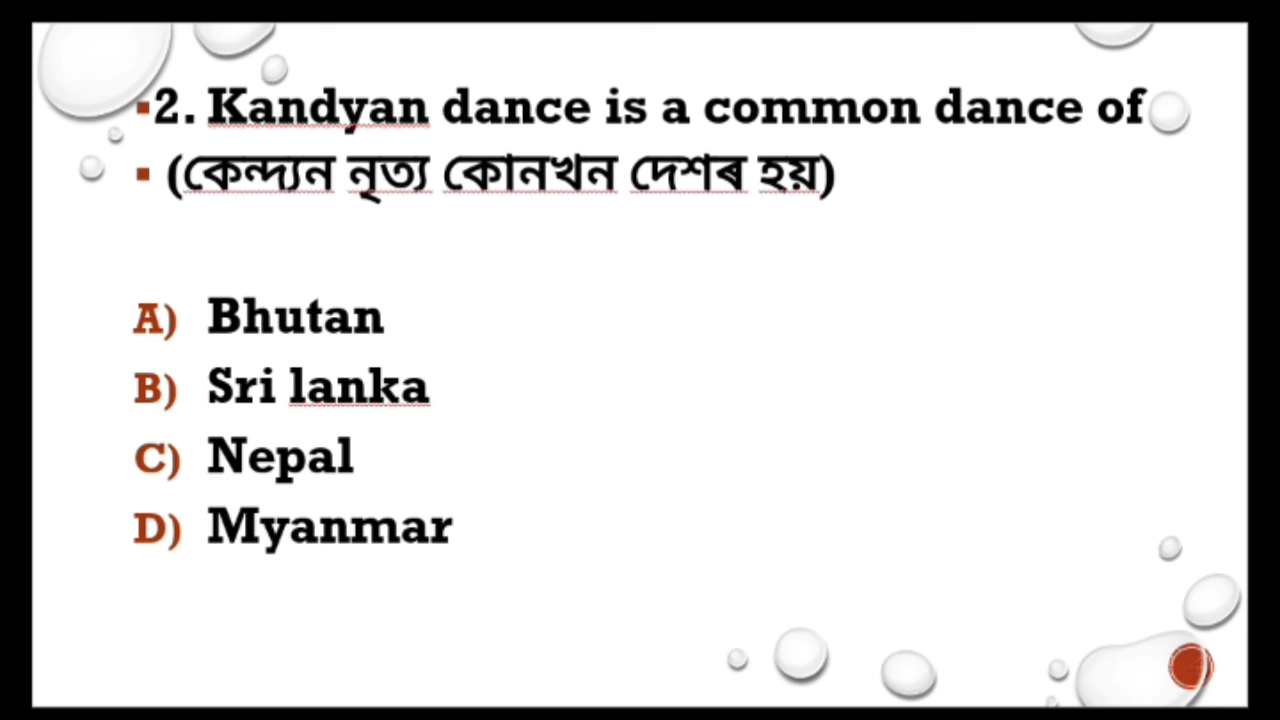 2. Kandyan dance is a common dance of
(কেন্দ্যন নৃত্য কোনখন দেশৰ হয়)
A) Bhutan
B) Sri lanka
C) Nepal
D) Myanmar